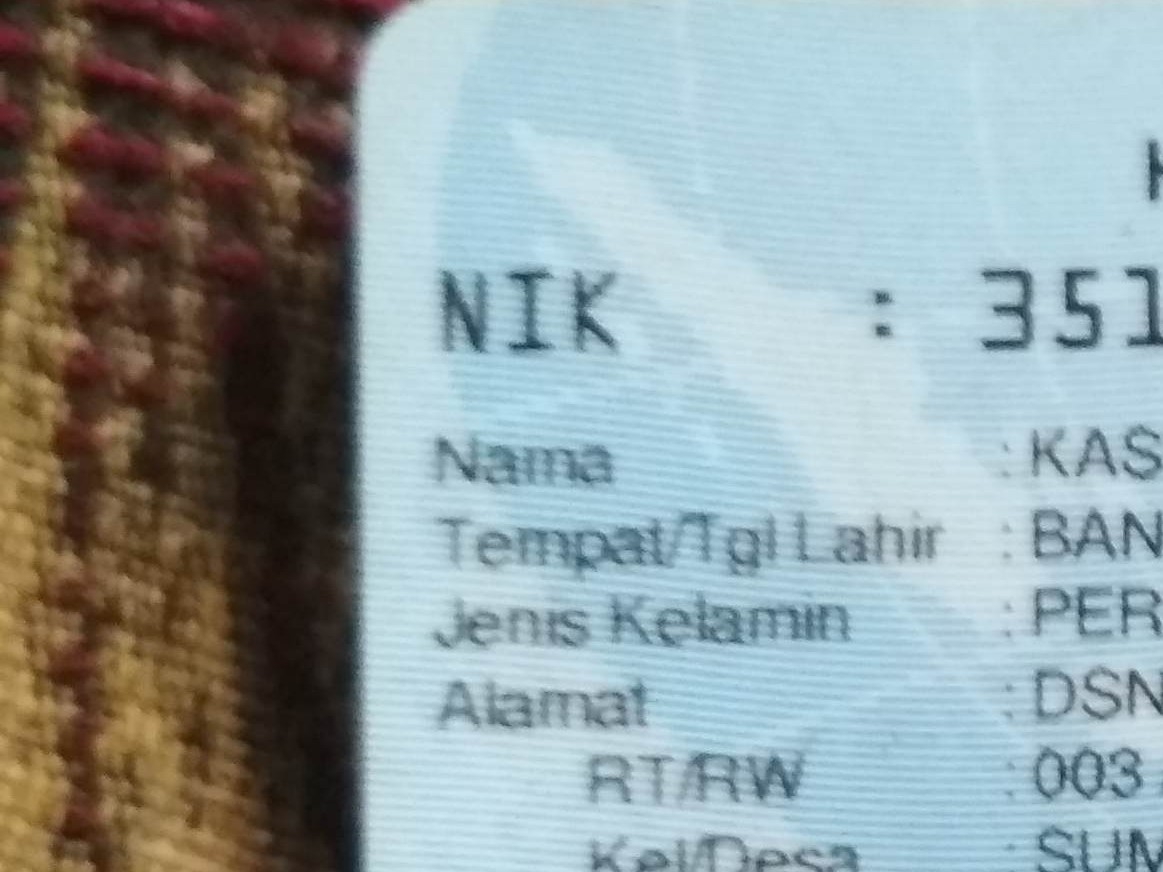 NIK : 351
Nama : KAS
Tempat/Tgl Lahir : BAN
Jenis Kelamin : PER
Alamat : DSN
RT/RW : 003
Kel/Desa : SUM